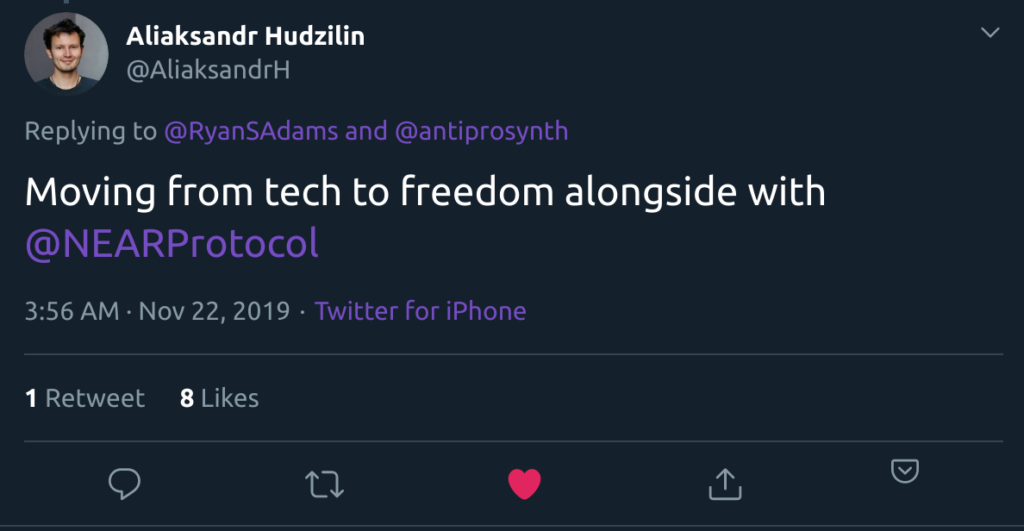 Aliaksandr Hudzilin
@AliaksandrH
Replying to @RyanSAdams and @antiprosynth
Moving from tech to freedom alongside with
@NEARProtocol
3:56 AM · Nov 22, 2019 · Twitter for iPhone
1 Retweet 8 Likes